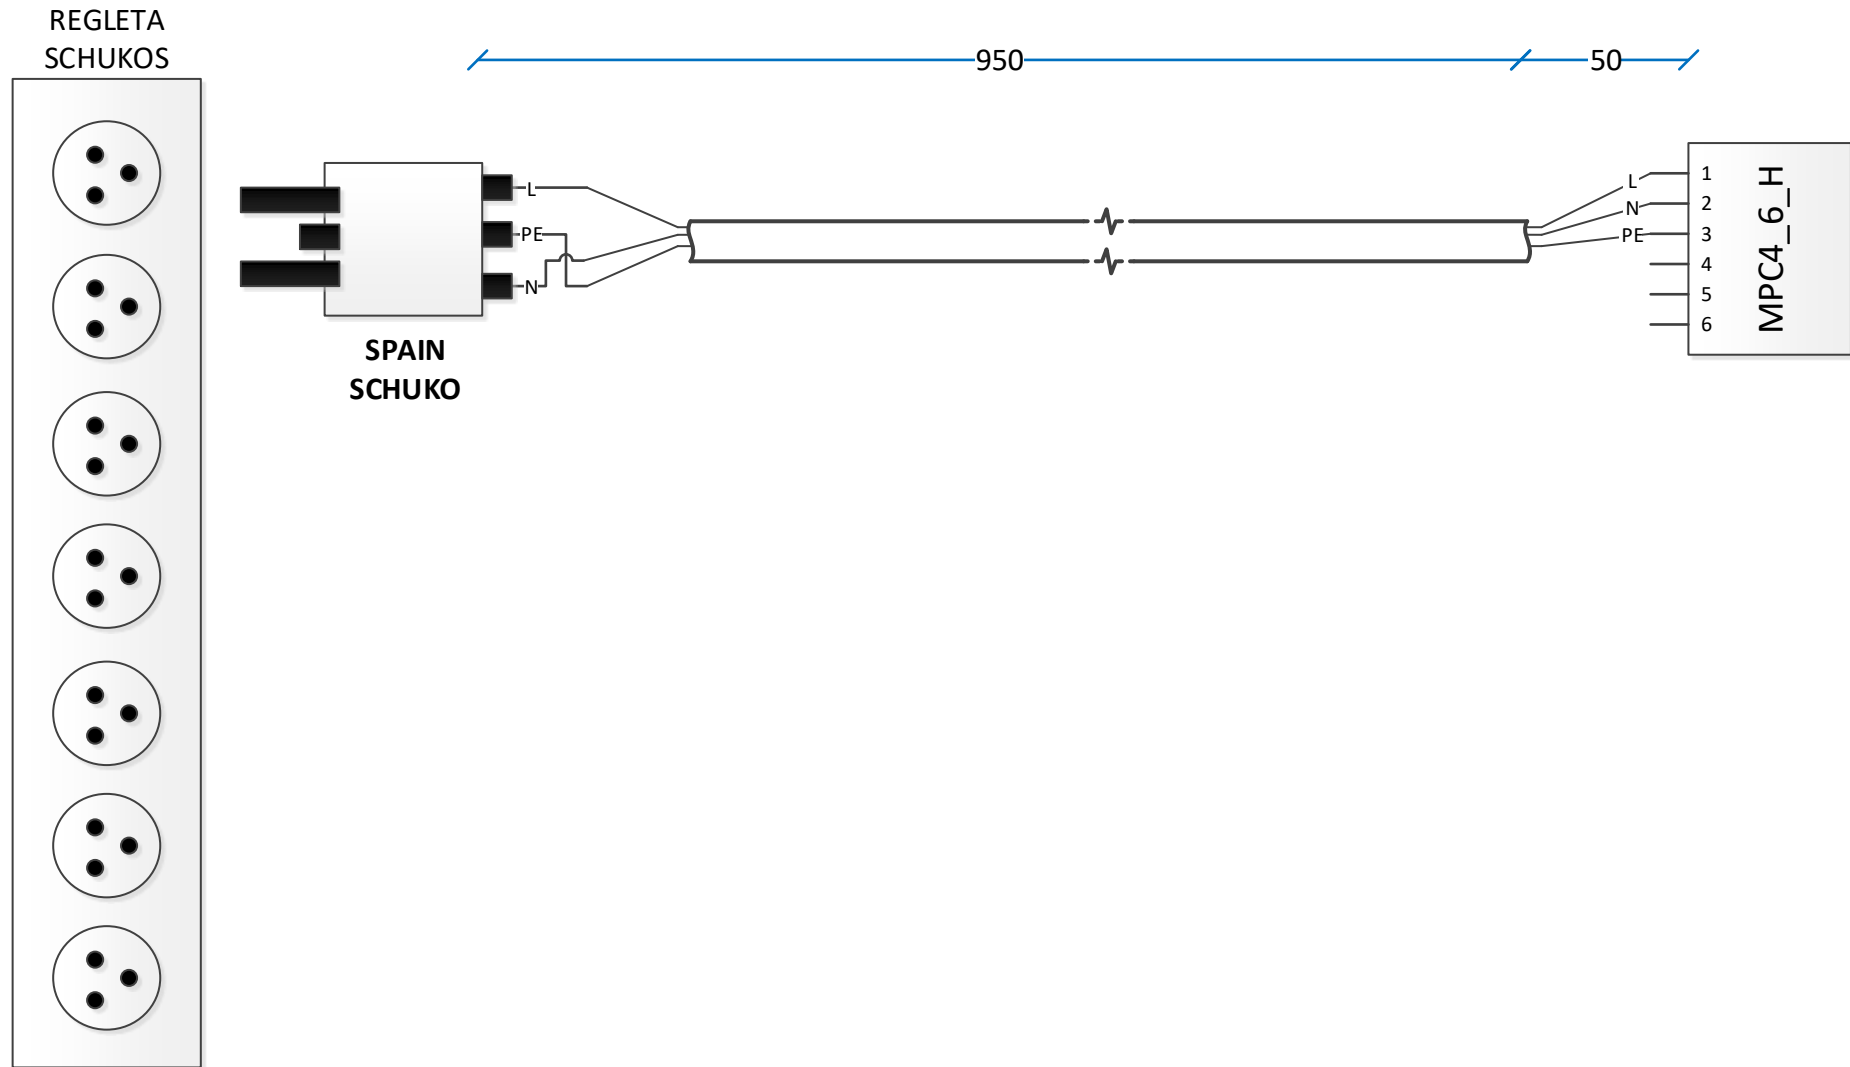 REGLETA
SCHUKOS
950
50
L
PE
N
SPAIN
SCHUKO
L
N
PE
1
2
3
4
5
6
MPC4_6_H